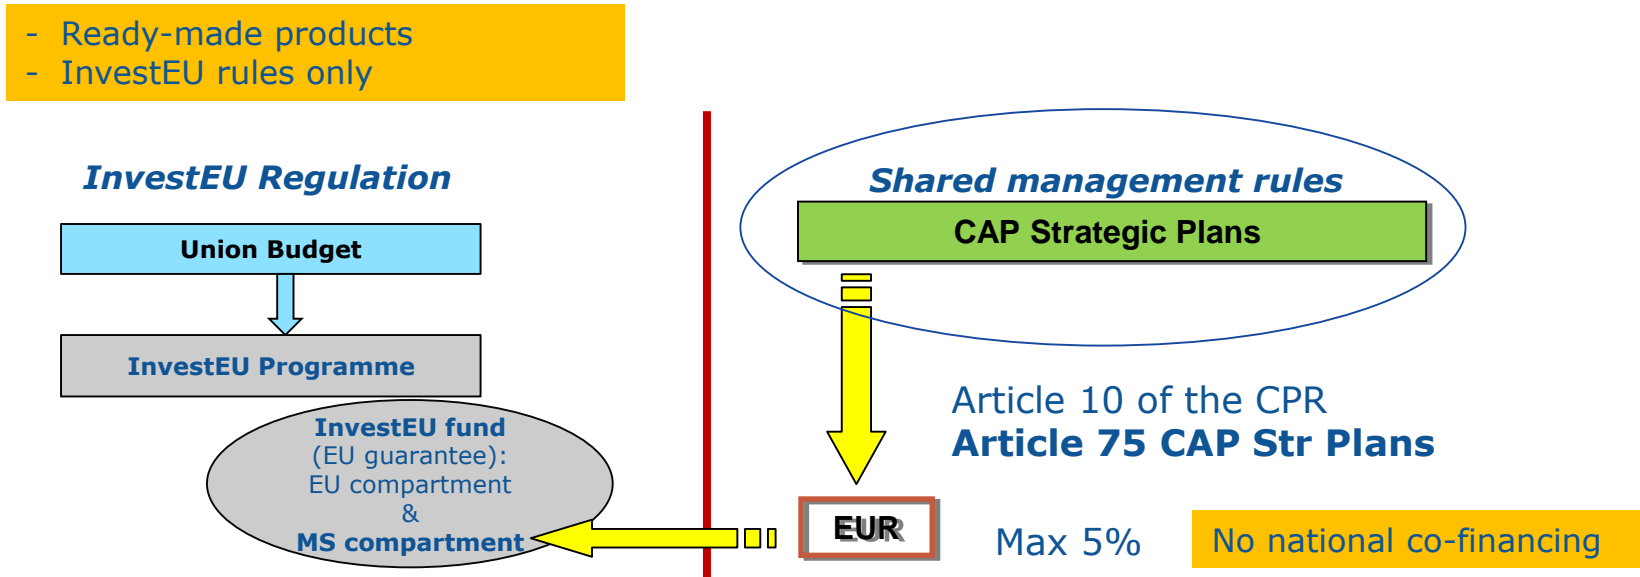 - Ready-made products
- InvestEU rules only
InvestEU Regulation
Union Budget
InvestEU Programme
InvestEU fund
(EU guarantee):
EU compartment
&
MS compartment
Shared management rules
CAP Strategic Plans
Article 10 of the CPR
Article 75 CAP Str Plans
EUR
Max 5%
No national co-financing